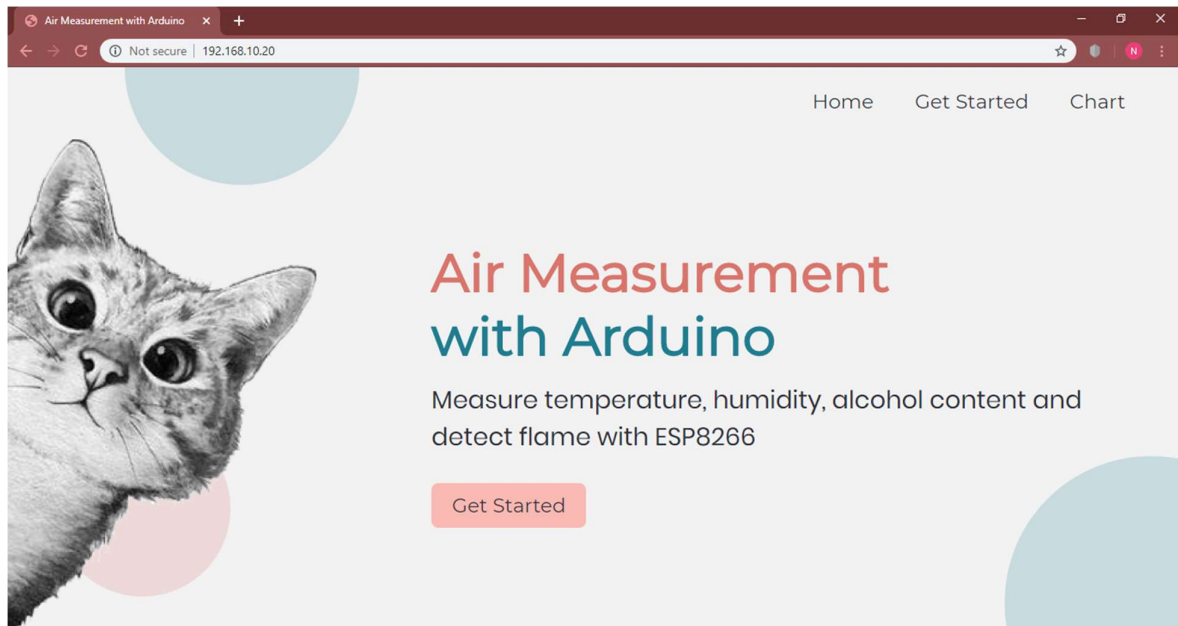 Air Measurement with Arduino
Not secure | 192.168.10.20
N
Home Get Started Chart
Air Measurement
with Arduino
Measure temperature, humidity, alcohol content and
detect flame with ESP8266
Get Started